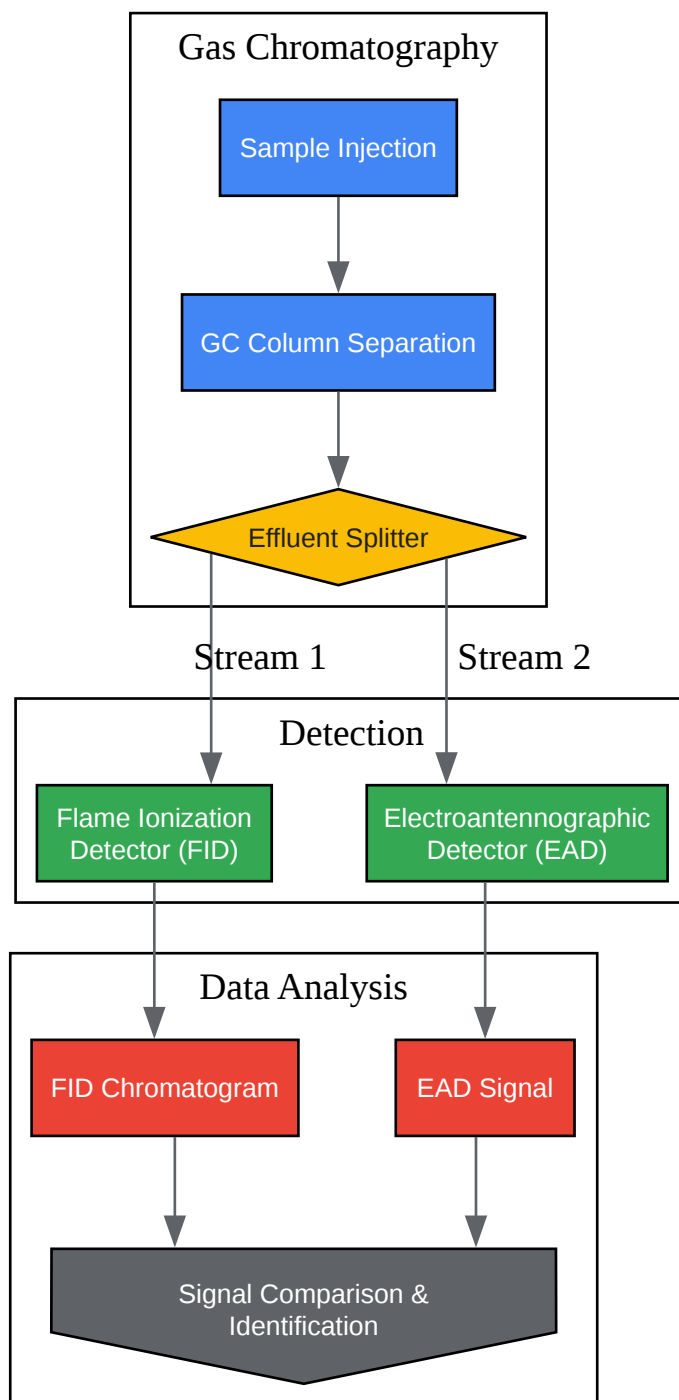 Gas Chromatography
Sample Injection
GC Column Separation
Effluent Splitter
Stream 1
Stream 2
Detection
Flame Ionization
Detector (FID)
Electroantennographic
Detector (EAD)
Data Analysis
FID Chromatogram
EAD Signal
Signal Comparison &
Identification